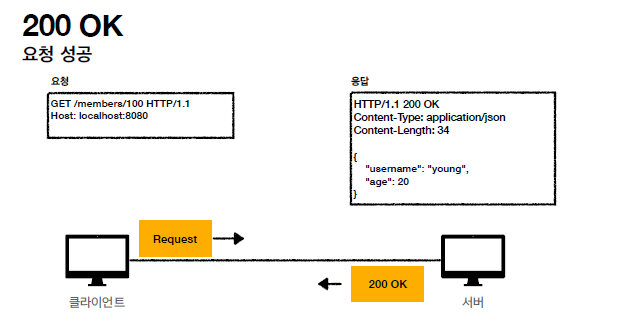 200 OK
요청 성공
요청
GET /members/100 HTTP/1.1
Host: localhost:8080
응답
HTTP/1.1 200 OK
Content-Type: application/json
Content-Length: 34
{
"username": "young",
"age": 20
}
Request
200 OK
클라이언트
서버